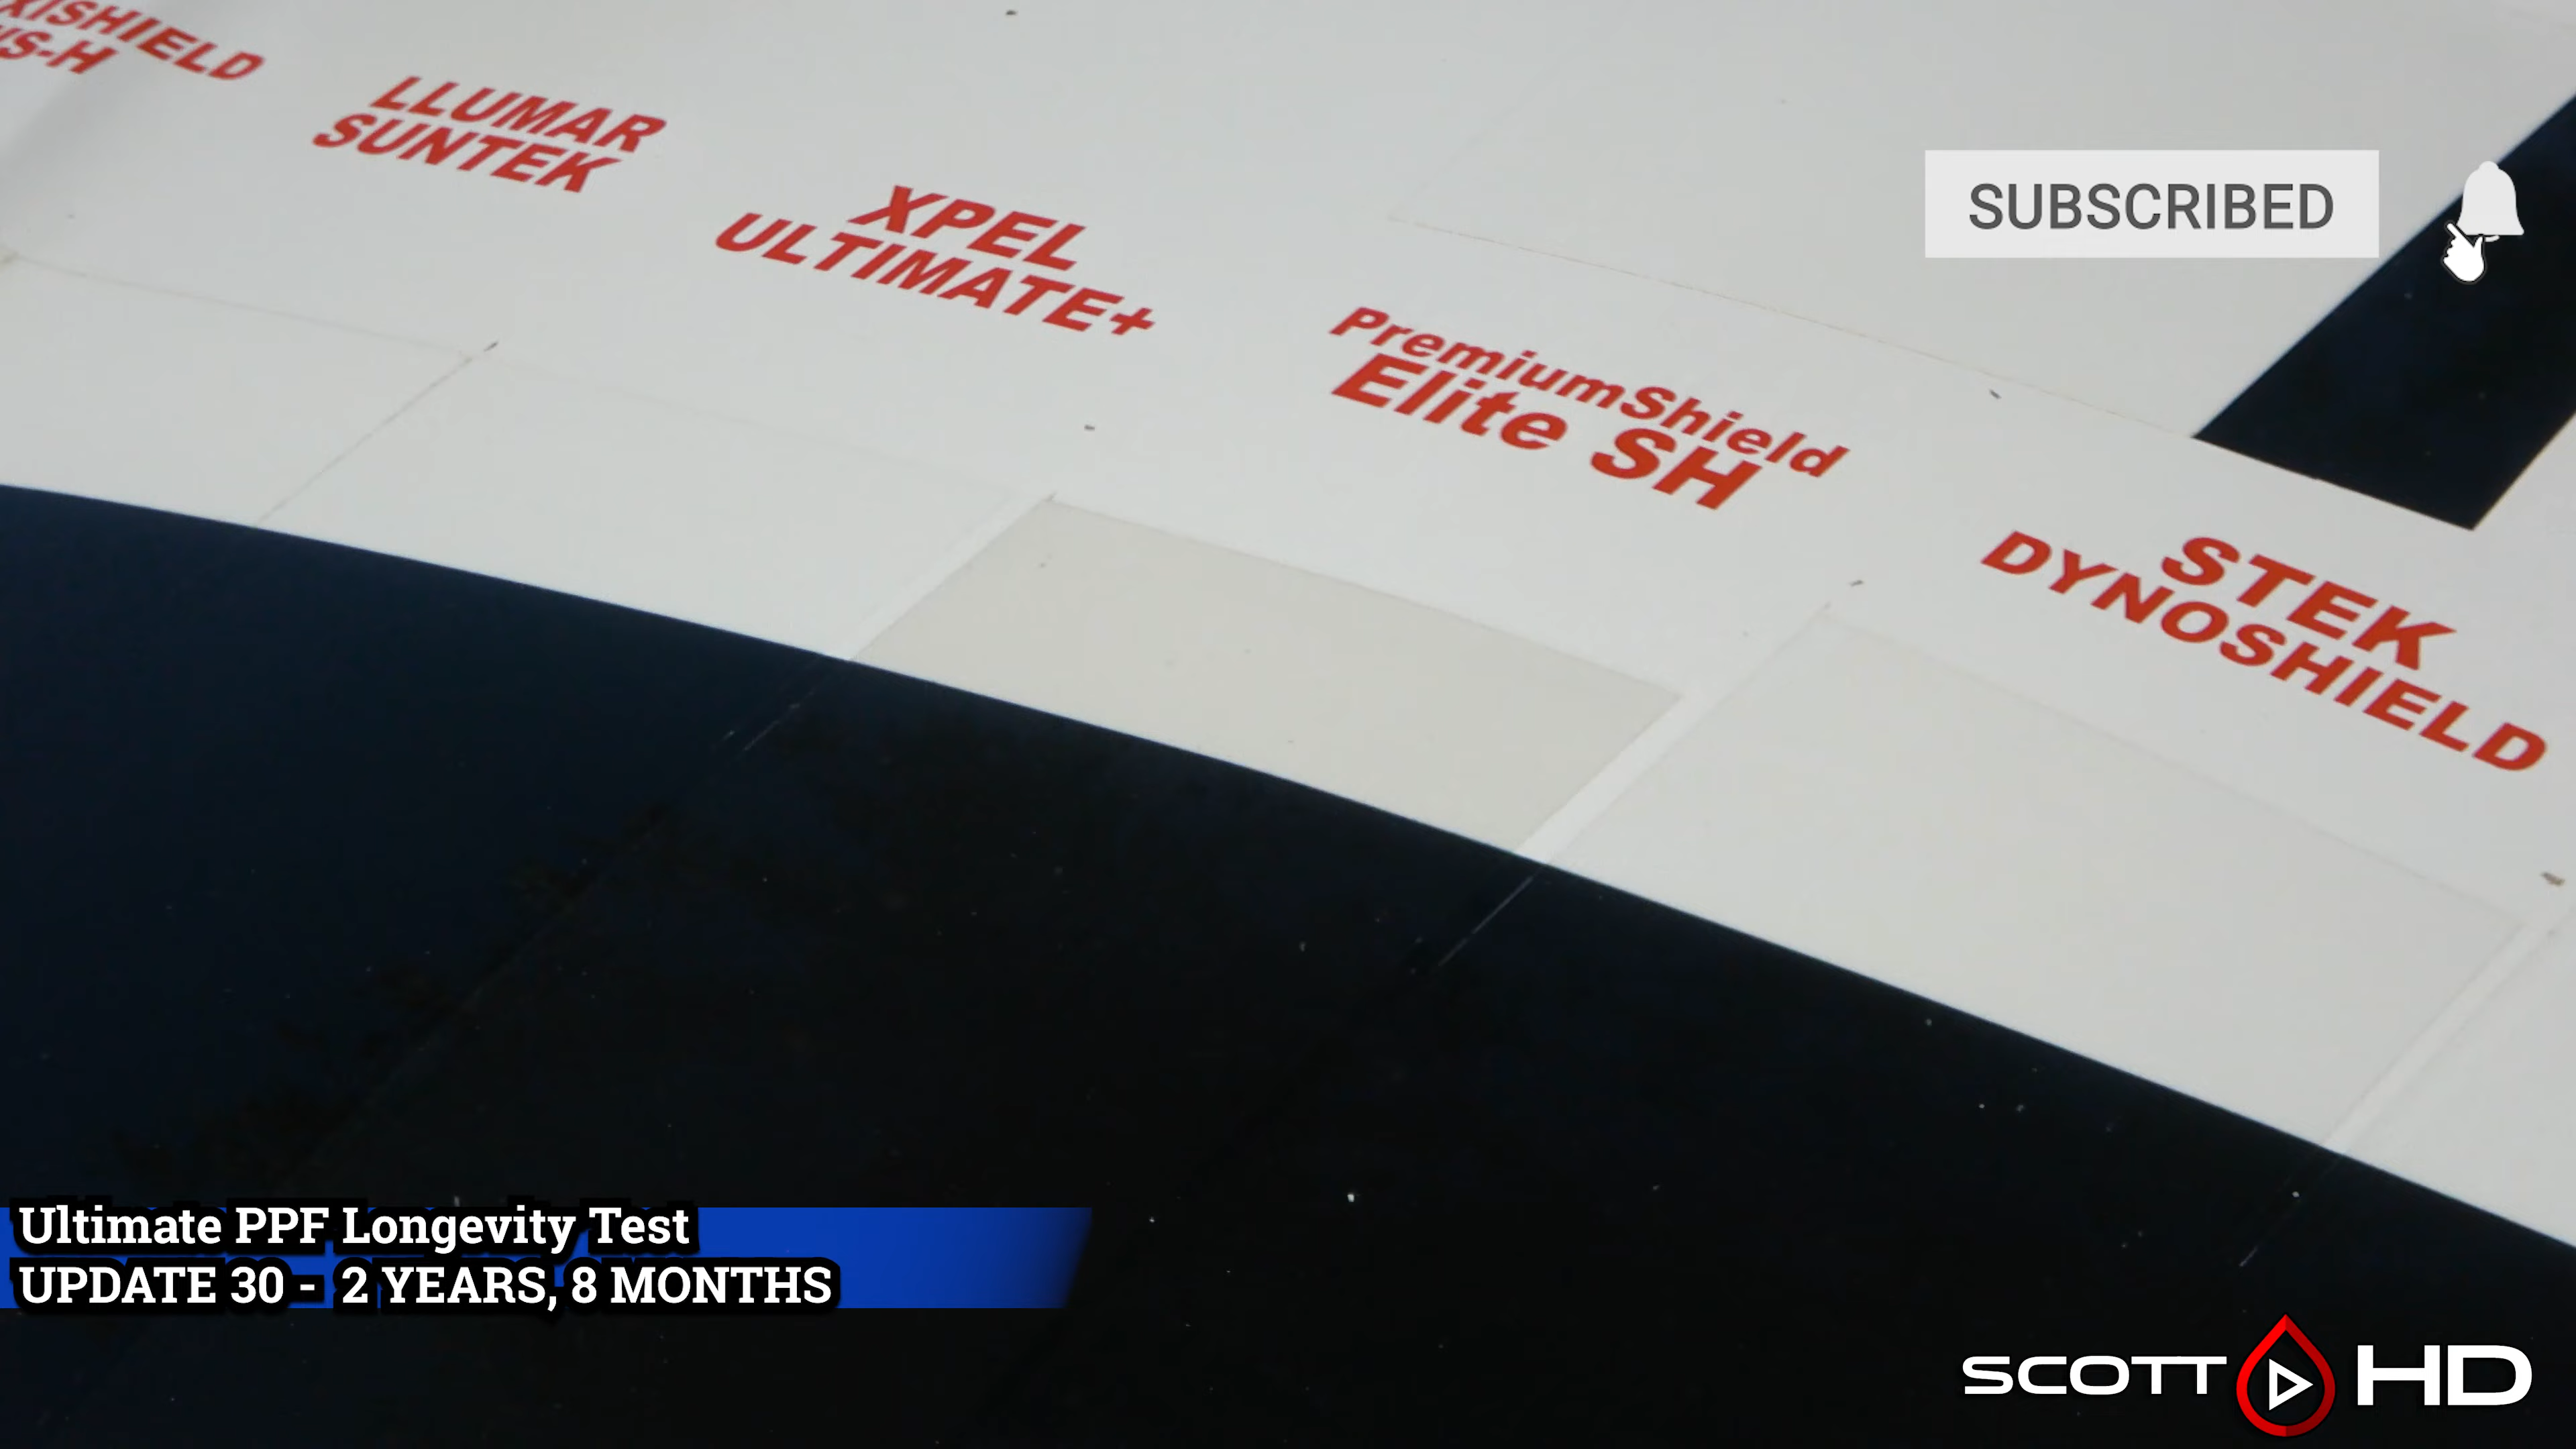 LLUMAR
SUNTEK
XPEL
ULTIMATE+
PremiumShield
Elite SH
STEK
DYNOSHIELD
SUBSCRIBED
Ultimate PPF Longevity Test
UPDATE 30 - 2 YEARS, 8 MONTHS
SCOTT HD